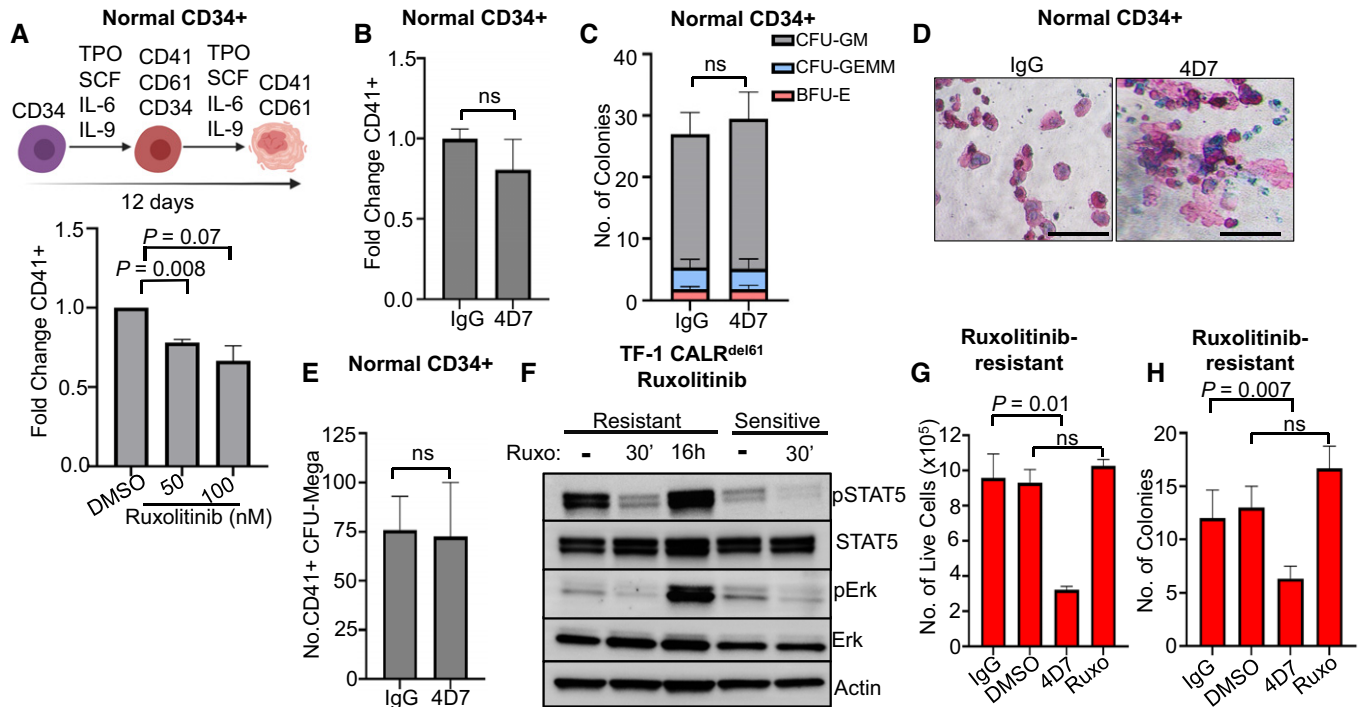 A
Normal CD34+
TPO
SCF
IL-6
IL-9
CD41
CD61
CD34
TPO
SCF
IL-6
IL-9
CD41
CD61
CD34
12 days
Fold Change CD41+
1.5
1.0
0.5
0.0
P = 0.07
P = 0.008
DMSO
50
100
Ruxolitinib (nM)
B
Normal CD34+
Fold Change CD41+
1.5
1.0
0.5
0.0
ns
IgG
4D7
C
Normal CD34+
CFU-GM
CFU-GEMM
BFU-E
No. of Colonies
40
30
20
10
0
ns
IgG
4D7
D
Normal CD34+
IgG
4D7
E
Normal CD34+
No.CD41+ CFU-Mega
125
100
75
50
25
0
ns
IgG
4D7
F
TF-1 CALRdel61
Ruxolitinib
Resistant
Sensitive
Ruxo:
-
30'
16h
-
30'
pSTAT5
STAT5
pErk
Erk
Actin
G
Ruxolitinib-
resistant
P = 0.01
ns
No. of Live Cells (x10⁵)
12
10
8
6
4
2
0
IgG
DMSO
4D7
Ruxo
H
Ruxolitinib-
resistant
P = 0.007
ns
No. of Colonies
20
15
10
5
0
IgG
DMSO
4D7
Ruxo